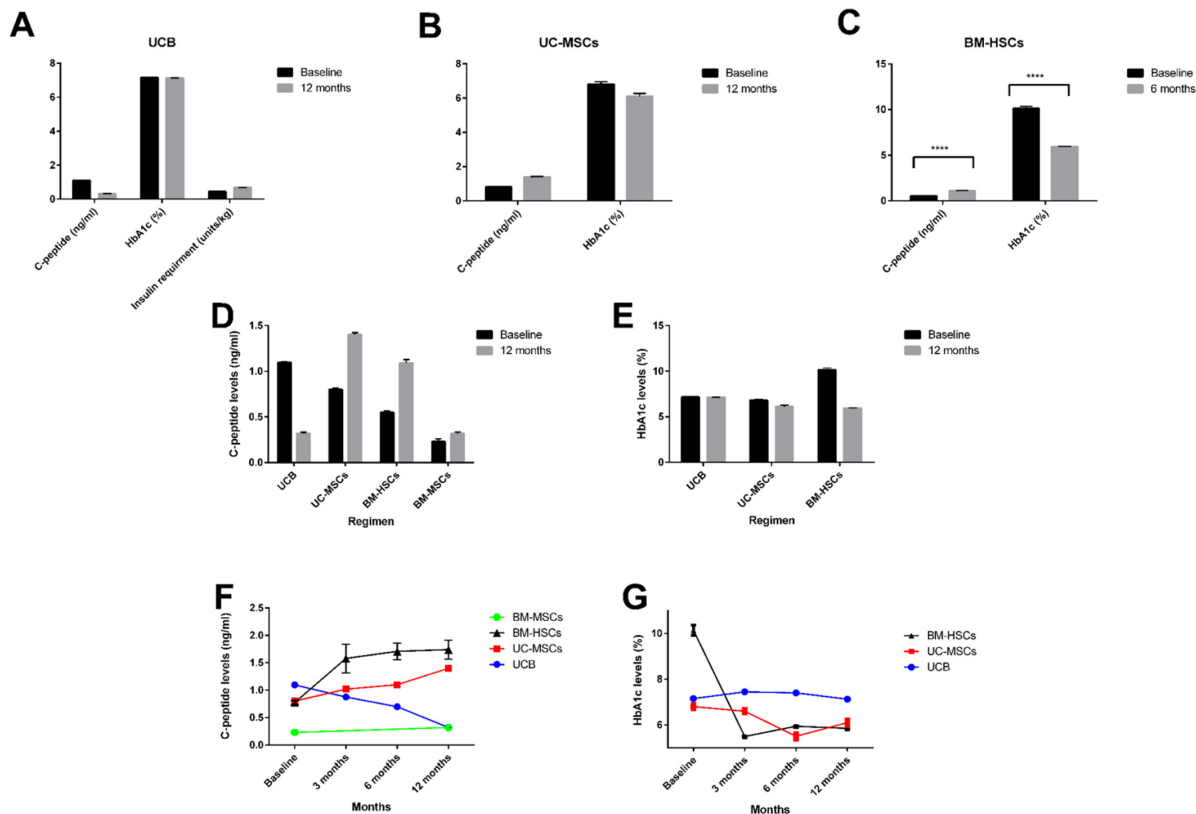 A
UCB
8
6
4
2
0
C-peptide (ng/ml)
HbA1c (%)
Insulin requirment (units/kg)
Baseline
12 months
B
UC-MSCs
8
6
4
2
0
C-peptide (ng/ml)
HbA1c (%)
Baseline
12 months
C
BM-HSCs
15
10
5
0
****
****
C-peptide (ng/ml)
HbA1c (%)
Baseline
6 months
D
C-peptide levels (ng/ml)
1.5
1.0
0.5
0.0
UCB
UC-MSCs
BM-HSCs
BM-MSCs
Regimen
Baseline
12 months
E
HbA1c levels (%)
15
10
5
0
UCB
UC-MSCs
BM-HSCs
Regimen
Baseline
12 months
F
C-peptide levels (ng/ml)
2.5
2.0
1.5
1.0
0.5
0.0
Baseline
3 months
6 months
12 months
Months
BM-MSCs
BM-HSCs
UC-MSCs
UCB
G
HbA1c levels (%)
10
8
6
Baseline
3 months
6 months
12 months
Months
BM-HSCs
UC-MSCs
UCB